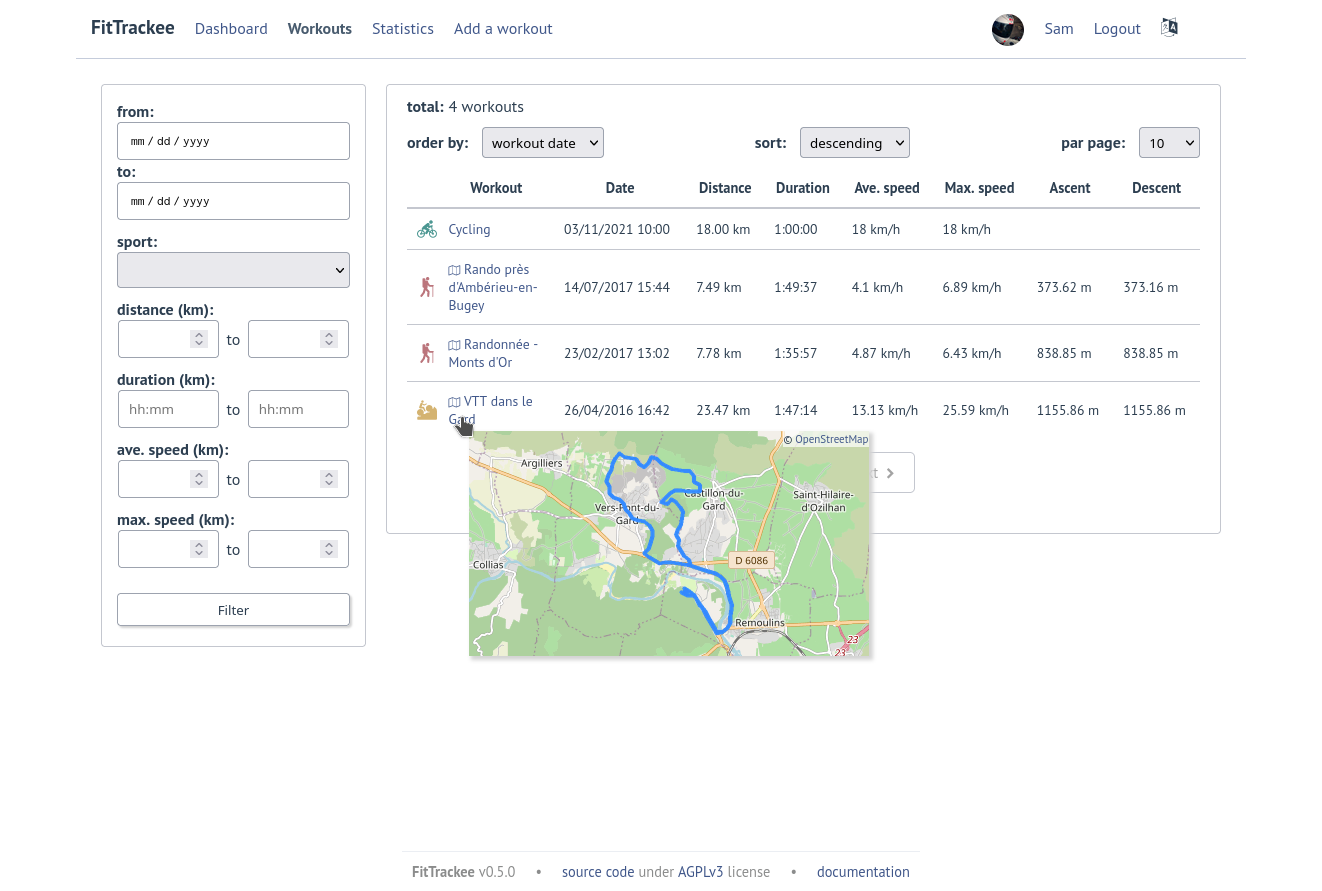 FitTrackee Dashboard Workouts Statistics Add a workout Sam Logout
from:
mm / dd / yyyy
to:
mm / dd / yyyy
sport:
distance (km):
to
duration (km):
hh:mm to hh:mm
ave. speed (km):
to
max. speed (km):
to
Filter
total: 4 workouts
order by: workout date sort: descending par page: 10
Workout Date Distance Duration Ave. speed Max. speed Ascent Descent
Cycling 03/11/2021 10:00 18.00 km 1:00:00 18 km/h 18 km/h
Rando près
d'Ambérieu-en-
Bugey
14/07/2017 15:44 7.49 km 1:49:37 4.1 km/h 6.89 km/h 373.62 m 373.16 m
Randonnée -
Monts d'Or
23/02/2017 13:02 7.78 km 1:35:57 4.87 km/h 6.43 km/h 838.85 m 838.85 m
VTT dans le
Gard
26/04/2016 16:42 23.47 km 1:47:14 13.13 km/h 25.59 km/h 1155.86 m 1155.86 m
© OpenStreetMap
Argilliers
Castillon-du-
Gard
Saint-Hilaire-
d'Ozilhan
Vers-Pont-du-
Gard
Collias
D 6086
Remoulins
23
23
FitTrackee v0.5.0 • source code under AGPLv3 license • documentation